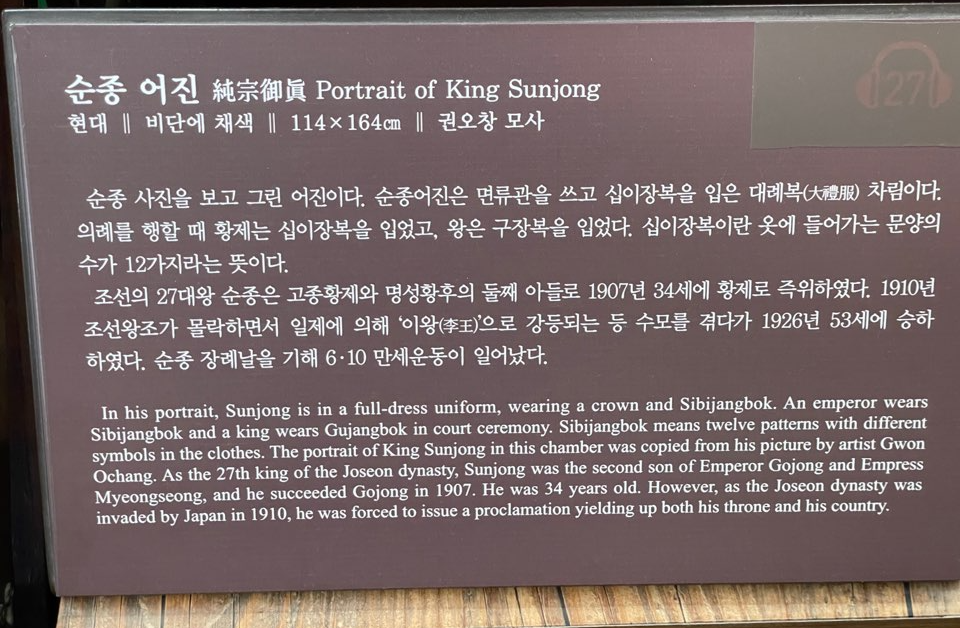 순종 어진 純宗御眞 Portrait of King Sunjong
현대 ∥ 비단에 채색 ∥ 114×164㎝ ∥ 권오창 모사
27
순종 사진을 보고 그린 어진이다. 순종어진은 면류관을 쓰고 십이장복을 입은 대례복(大禮服) 차림이다.
의례를 행할 때 황제는 십이장복을 입었고, 왕은 구장복을 입었다. 십이장복이란 옷에 들어가는 문양의
수가 12가지라는 뜻이다.
조선의 27대왕 순종은 고종황제와 명성황후의 둘째 아들로 1907년 34세에 황제로 즉위하였다. 1910년
조선왕조가 몰락하면서 일제에 의해 ‘이왕(李王)’으로 강등되는 등 수모를 겪다가 1926년 53세에 승하
하였다. 순종 장례날을 기해 6·10 만세운동이 일어났다.
In his portrait, Sunjong is in a full-dress uniform, wearing a crown and Sibijangbok. An emperor wears
Sibijangbok and a king wears Gujangbok in court ceremony. Sibijangbok means twelve patterns with different
symbols in the clothes. The portrait of King Sunjong in this chamber was copied from his picture by artist Gwon
Ochang. As the 27th king of the Joseon dynasty, Sunjong was the second son of Emperor Gojong and Empress
Myeongseong, and he succeeded Gojong in 1907. He was 34 years old. However, as the Joseon dynasty was
invaded by Japan in 1910, he was forced to issue a proclamation yielding up both his throne and his country.